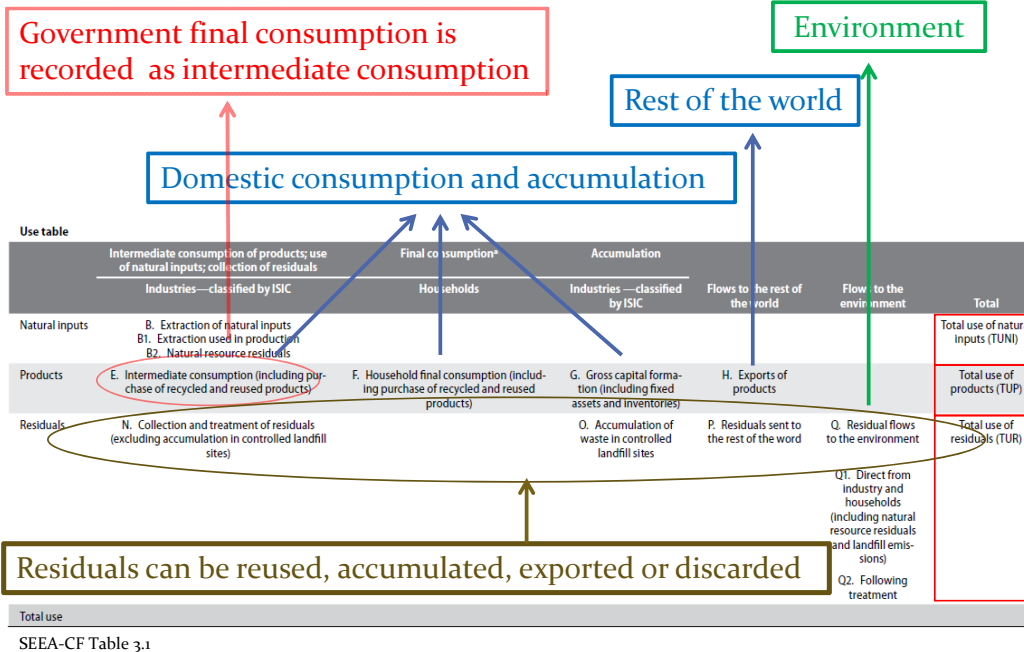 Government final consumption is
recorded as intermediate consumption
Environment
Rest of the world
Domestic consumption and accumulation
Use table
Intermediate consumption of products; use
of natural inputs; collection of residuals
Final consumptionª
Accumulation
Industries—classified by ISIC
Households
Industries —classified
by ISIC
Flows to the rest of
the world
Flows to the
environment
Total
Natural inputs
B. Extraction of natural inputs
B1. Extraction used in production
B2. Natural resource residuals
Total use of natur
inputs (TUNI)
Products
E. Intermediate consumption (including pur-
chase of recycled and reused products)
F. Household final consumption (includ-
ing purchase of recycled and reused
products)
G. Gross capital forma-
tion (including fixed
assets and inventories)
H. Exports of
products
Total use of
products (TUP)
Residuals
N. Collection and treatment of residuals
(excluding accumulation in controlled landfill
sites)
O. Accumulation of
waste in controlled
landfill sites
P. Residuals sent to
the rest of the word
Q. Residual flows
to the environment
Total use of
residuals (TUR)
Q1. Direct from
industry and
households
(including natural
resource residuals
and landfill emis-
sions)
Q2. Following
treatment
Residuals can be reused, accumulated, exported or discarded
Total use
SEEA-CF Table 3.1